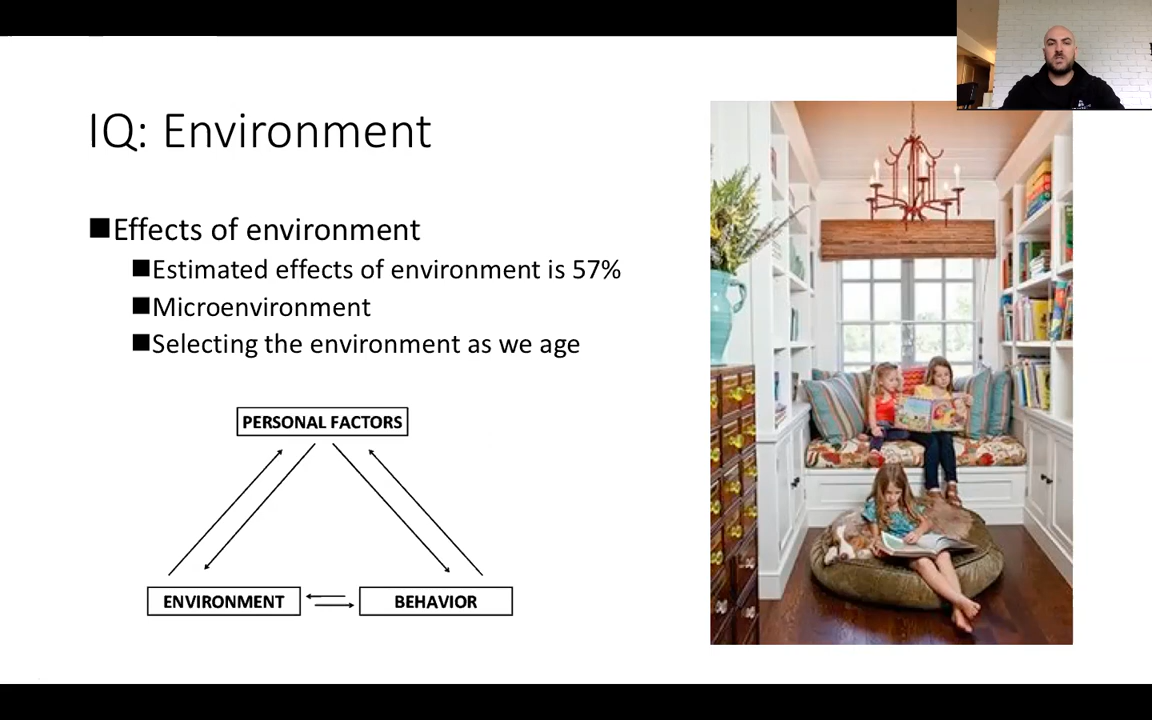 IQ: Environment
Effects of environment
Estimated effects of environment is 57%
Microenvironment
Selecting the environment as we age
PERSONAL FACTORS
ENVIRONMENT
BEHAVIOR